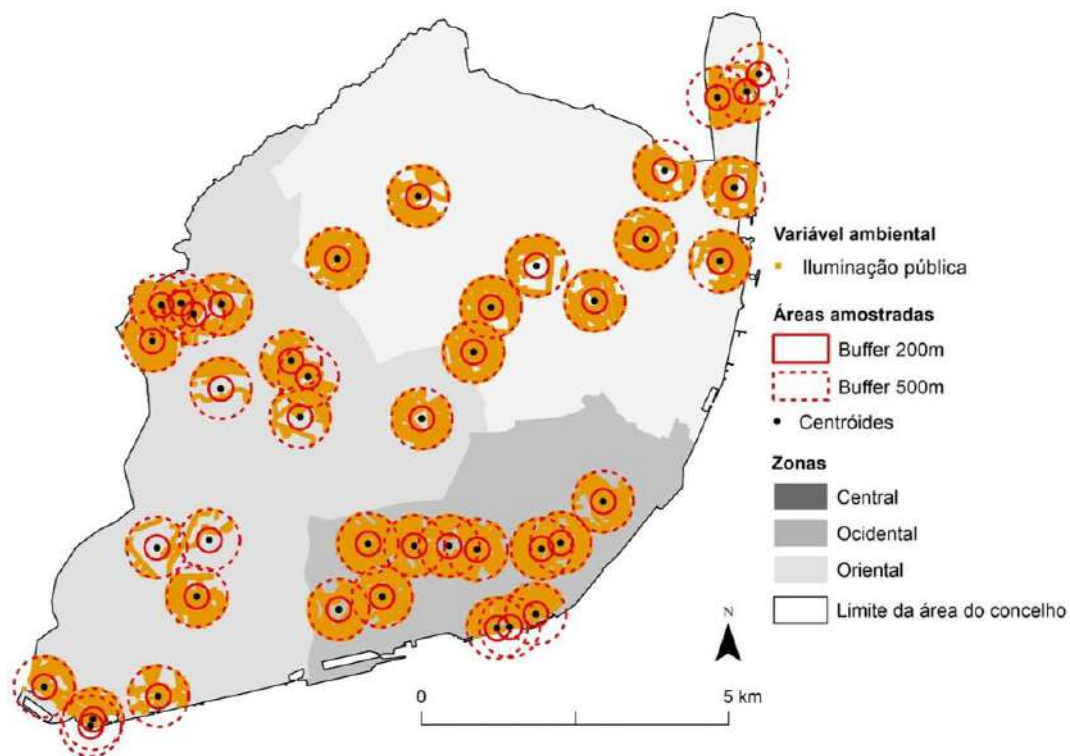 Variável ambiental
Iluminação pública
Áreas amostradas
Buffer 200m
Buffer 500m
Centróides
Zonas
Central
Ocidental
Oriental
Limite da área do concelho
N
0
5 km